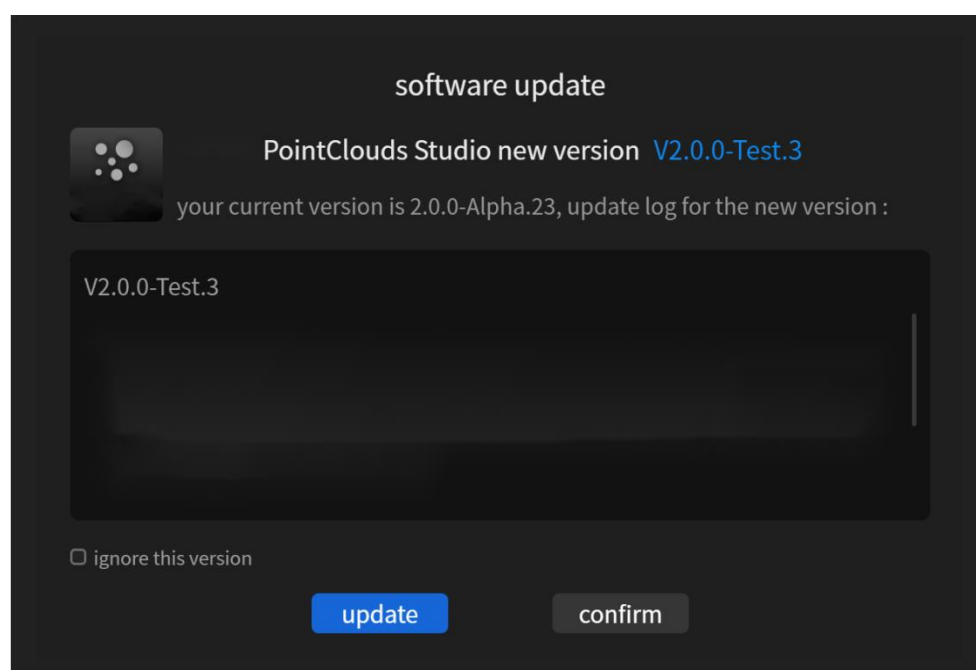 software update
PointClouds Studio new version V2.0.0-Test.3
your current version is 2.0.0-Alpha.23, update log for the new version :
V2.0.0-Test.3
ignore this version
update confirm